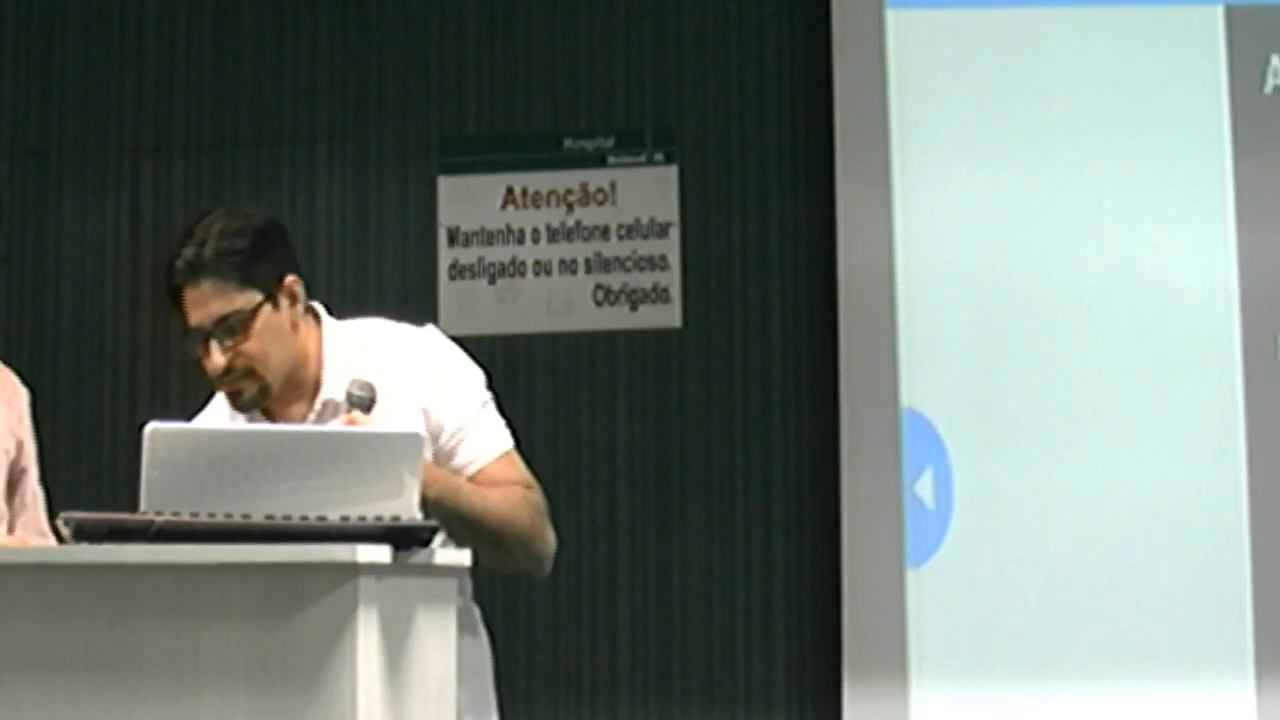 Hospital
Atenção!
Mantenha o telefone celular
desligado ou no silencioso.
Obrigado.
A